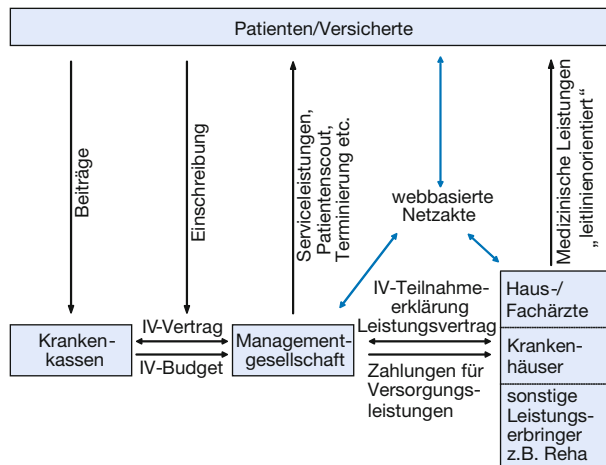 Patienten/Versicherte
Beiträge
Einschreibung
Serviceleistungen,
Patientenscout,
Terminierung etc.
webbasierte
Netzakte
Medizinische Leistungen
„leitlinienorientiert“
Kranken-
kassen
IV-Vertrag
IV-Budget
Management-
gesellschaft
IV-Teilnahme-
erklärung
Leistungsvertrag
Zahlungen für
Versorgungs-
leistungen
Haus-/
Fachärzte
Kranken-
häuser
sonstige
Leistungs-
erbringer
z.B. Reha